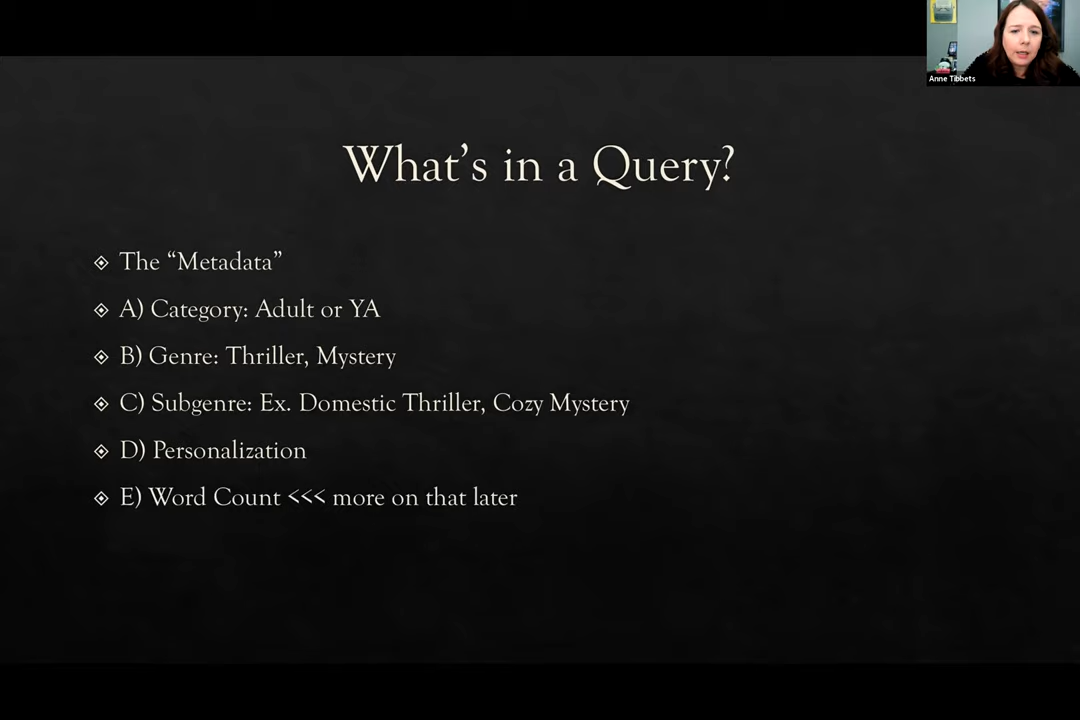 Anne Tibbets
What's in a Query?
The “Metadata”
A) Category: Adult or YA
B) Genre: Thriller, Mystery
C) Subgenre: Ex. Domestic Thriller, Cozy Mystery
D) Personalization
E) Word Count <<< more on that later